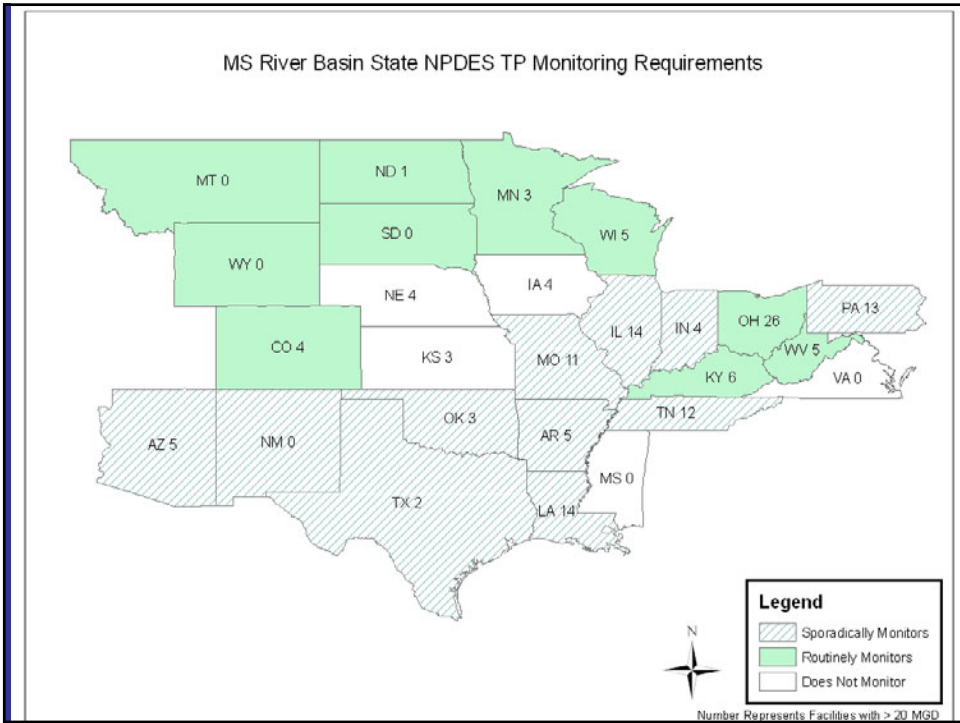 MS River Basin State NPDES TP Monitoring Requirements
MT 0
ND 1
MN 3
SD 0
WI 5
WY 0
NE 4
IA 4
PA 13
IL 14
IN 4
OH 26
CO 4
KS 3
MO 11
WV 5
KY 6
VA 0
TN 12
OK 3
AZ 5
NM 0
AR 5
MS 0
TX 2
LA 14
Legend
Sporadically Monitors
Routinely Monitors
Does Not Monitor
N
Number Represents Facilities with > 20 MGD